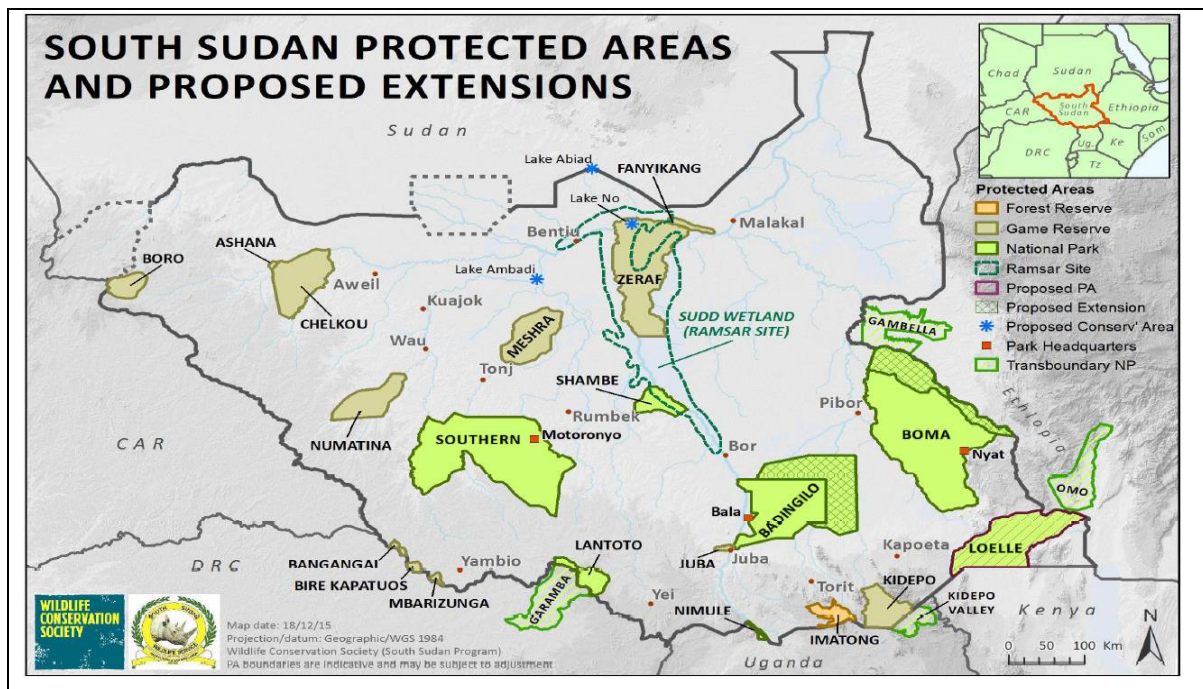 SOUTH SUDAN PROTECTED AREAS
AND PROPOSED EXTENSIONS
Chad
Sudan
CAR
South
Sudan
Ethiopia
DRC
Ug.
Ke
Som
Tz
Protected Areas
Forest Reserve
Game Reserve
National Park
Ramsar Site
Proposed PA
Proposed Extension
Proposed Conserv' Area
Park Headquarters
Transboundary NP
Sudan
Lake Abiad
FANYIKANG
Lake No
Malakal
Bentiu
ASHANA
BORO
Aweil
Lake Ambadi
ZERAF
CHELKOU
Kuajok
SUDD WETLAND
(RAMSAR SITE)
GAMBELLA
MESHRA
Wau
Tonj
SHAMBE
Pibor
Ethiopia
Rumbek
NUMATINA
SOUTHERN
Motoronyo
BOMA
CAR
Bor
Nyat
OMO
Bala
BADINGILO
LOELLE
LANTOTO
JUBA
Juba
Kapoeta
DRC
BANGANGAI
Yambio
BIRE KAPATUOS
KIDEPO
MBARIZUNGA
GARAMBA
Yei
NIMULE
Torit
KIDEPO
VALLEY
Kenya
IMATONG
Uganda
N
0 50 100 Km
WILDLIFE
CONSERVATION
SOCIETY
Map date: 18/12/15
Projection/datum: Geographic/WGS 1984
Wildlife Conservation Society (South Sudan Program)
PA boundaries are indicative and may be subject to adjustment